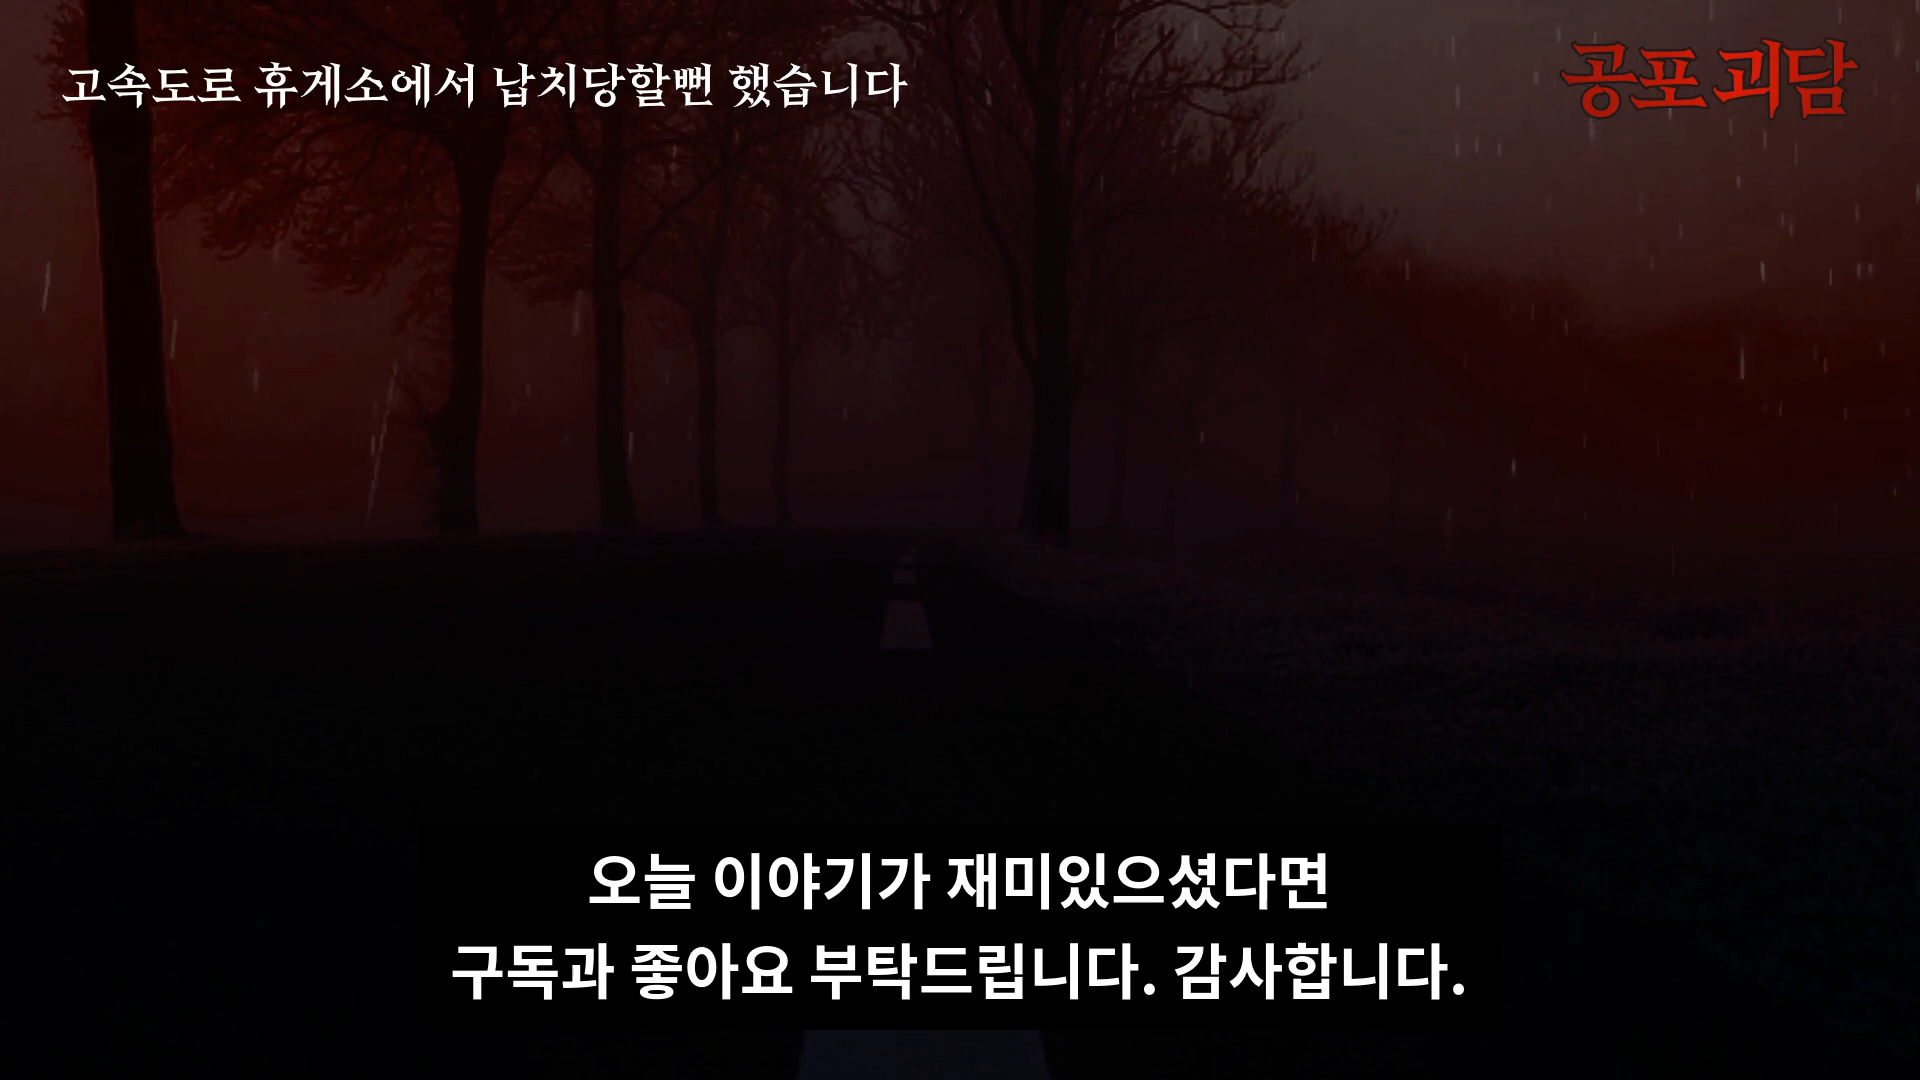 고속도로 휴게소에서 납치당할뻔 했습니다
공포 괴담
오늘 이야기가 재미있으셨다면
구독과 좋아요 부탁드립니다. 감사합니다.